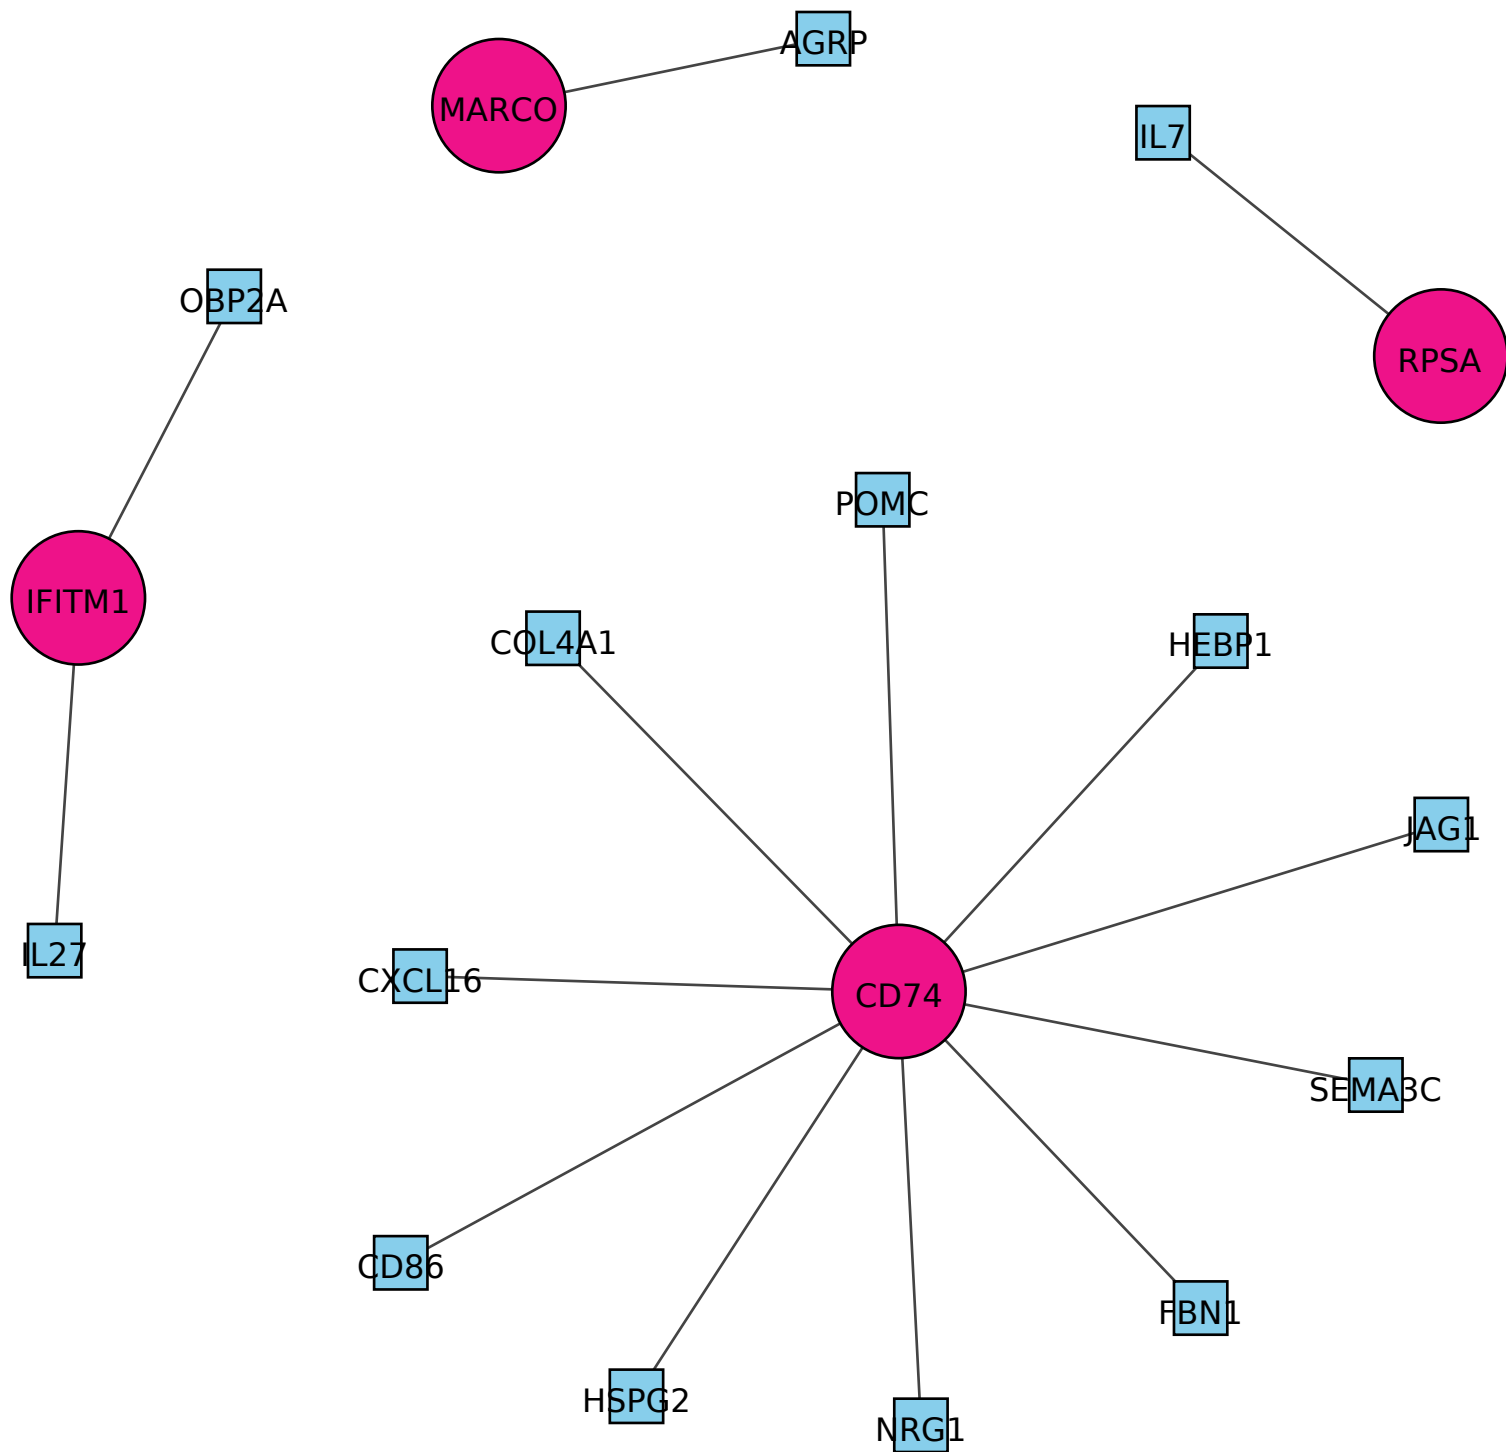 AGRP
MARCO
IL7
OBP2A
RPSA
POMC
IFITM1
COL4A1
HEBP1
JAG1
IL27
CXCL16
CD74
SEMA3C
CD86
FBN1
HSPG2
NRG1